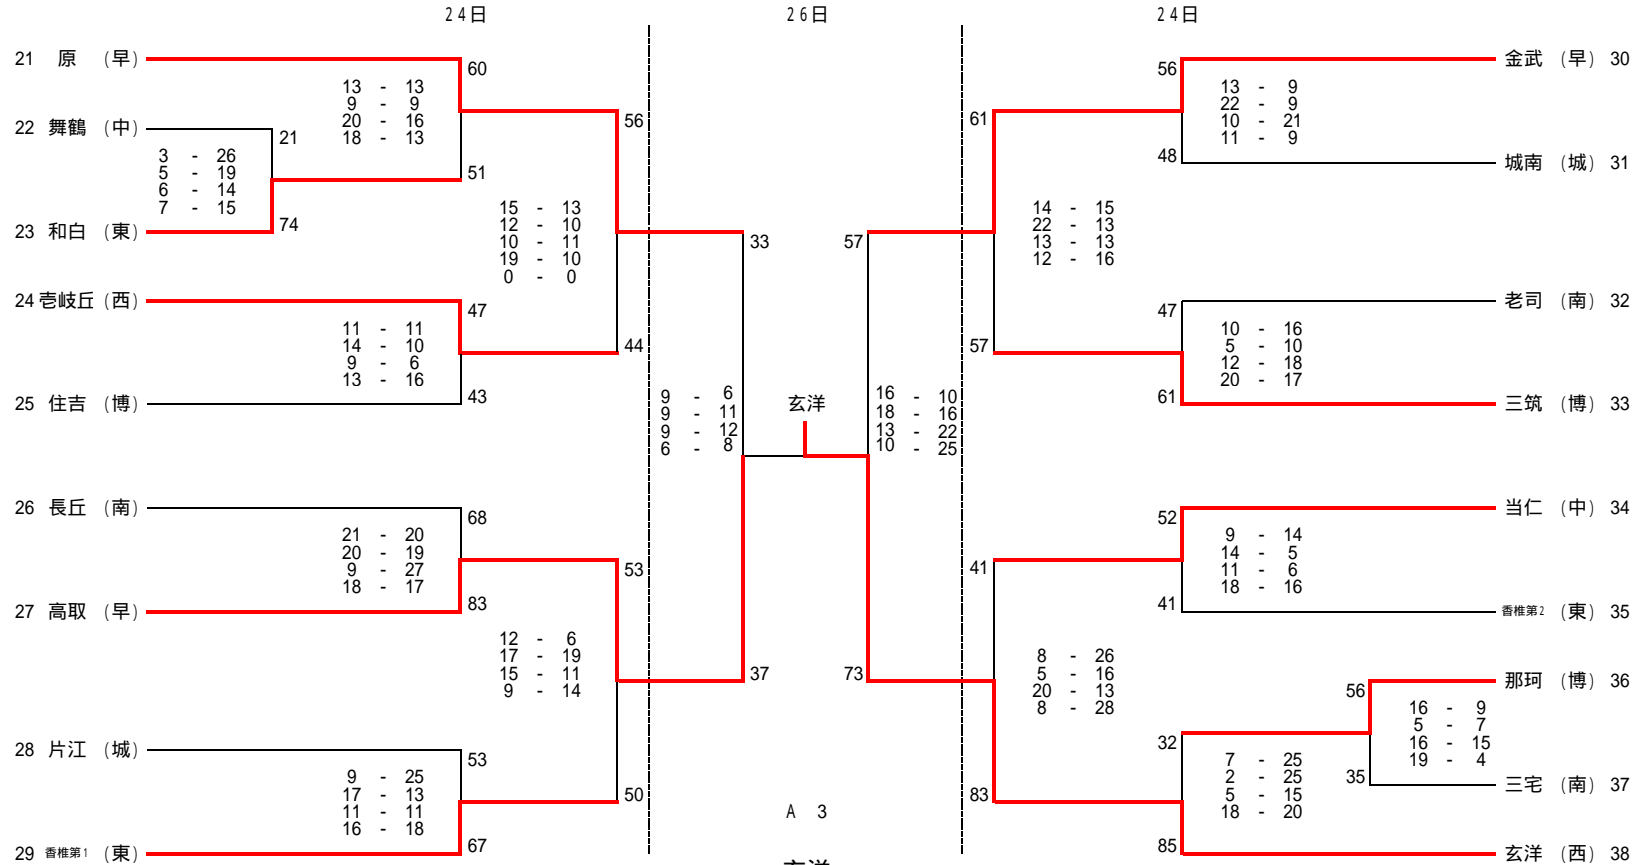 24日
26日
24日
21 原 (早)
60
13 - 13
9 - 9
20 - 16
18 - 13
22 舞鶴 (中)
21
3 - 26
5 - 19
6 - 14
7 - 15
51
23 和白 (東)
74
56
15 - 13
12 - 10
10 - 11
19 - 10
0 - 0
33
24 壱岐丘 (西)
47
11 - 11
14 - 10
9 - 6
13 - 16
44
25 住吉 (博)
43
9 - 6
9 - 11
9 - 12
6 - 8
26 長丘 (南)
68
21 - 20
20 - 19
9 - 27
18 - 17
53
27 高取 (早)
83
12 - 6
17 - 19
15 - 11
9 - 14
37
28 片江 (城)
53
9 - 25
17 - 13
11 - 11
16 - 18
50
29 香椎第1 (東)
67
玄洋
A 3
玄洋
56
金武 (早) 30
13 - 9
22 - 9
10 - 21
11 - 9
61
48
城南 (城) 31
57
14 - 15
22 - 13
13 - 13
12 - 16
47
老司 (南) 32
10 - 16
5 - 10
12 - 18
20 - 17
57
61
三筑 (博) 33
16 - 10
18 - 16
13 - 22
10 - 25
52
当仁 (中) 34
9 - 14
14 - 5
11 - 6
18 - 16
41
41
香椎第2 (東) 35
73
8 - 26
5 - 16
20 - 13
8 - 28
56
那珂 (博) 36
16 - 9
5 - 7
16 - 15
19 - 4
32
35
三宅 (南) 37
7 - 25
2 - 25
5 - 15
18 - 20
83
85
玄洋 (西) 38